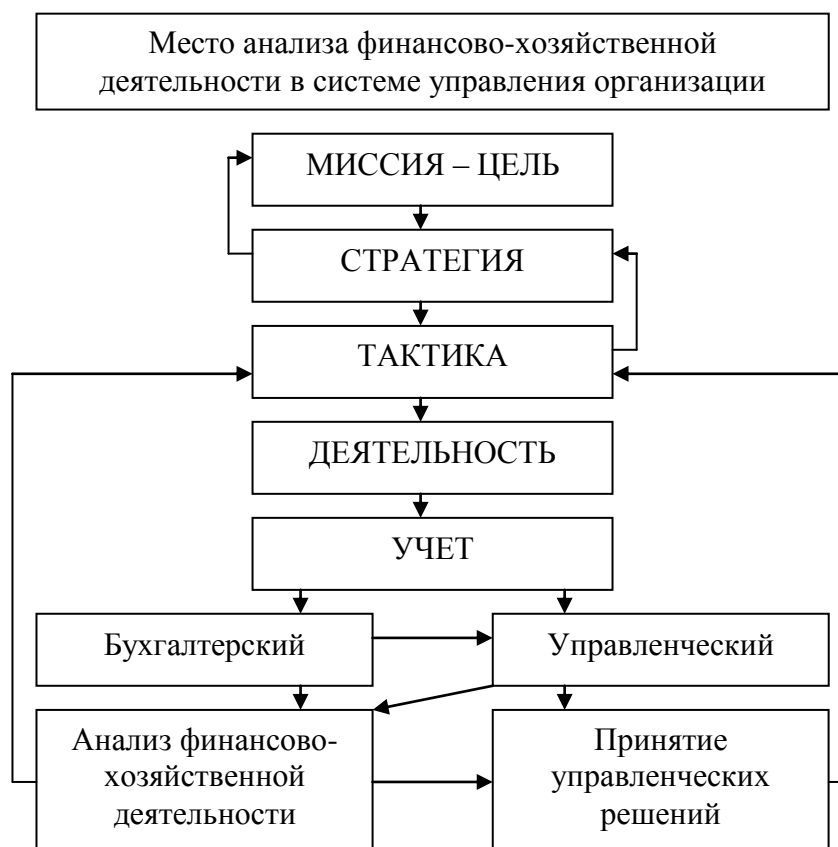 Место анализа финансово-хозяйственной
деятельности в системе управления организации
МИССИЯ – ЦЕЛЬ
СТРАТЕГИЯ
ТАКТИКА
ДЕЯТЕЛЬНОСТЬ
УЧЕТ
Бухгалтерский
Управленческий
Анализ финансово-
хозяйственной
деятельности
Принятие
управленческих
решений